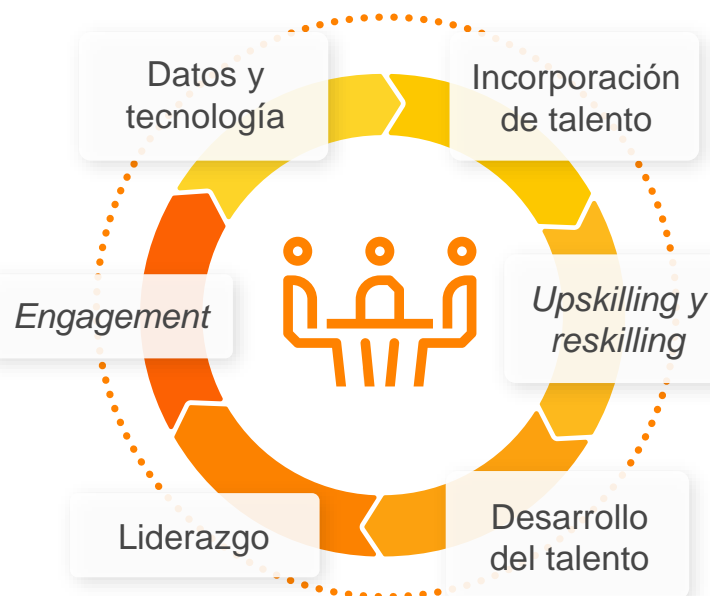 Datos y
tecnología
Incorporación
de talento
Engagement
Upskilling y
reskilling
Liderazgo
Desarrollo
del talento